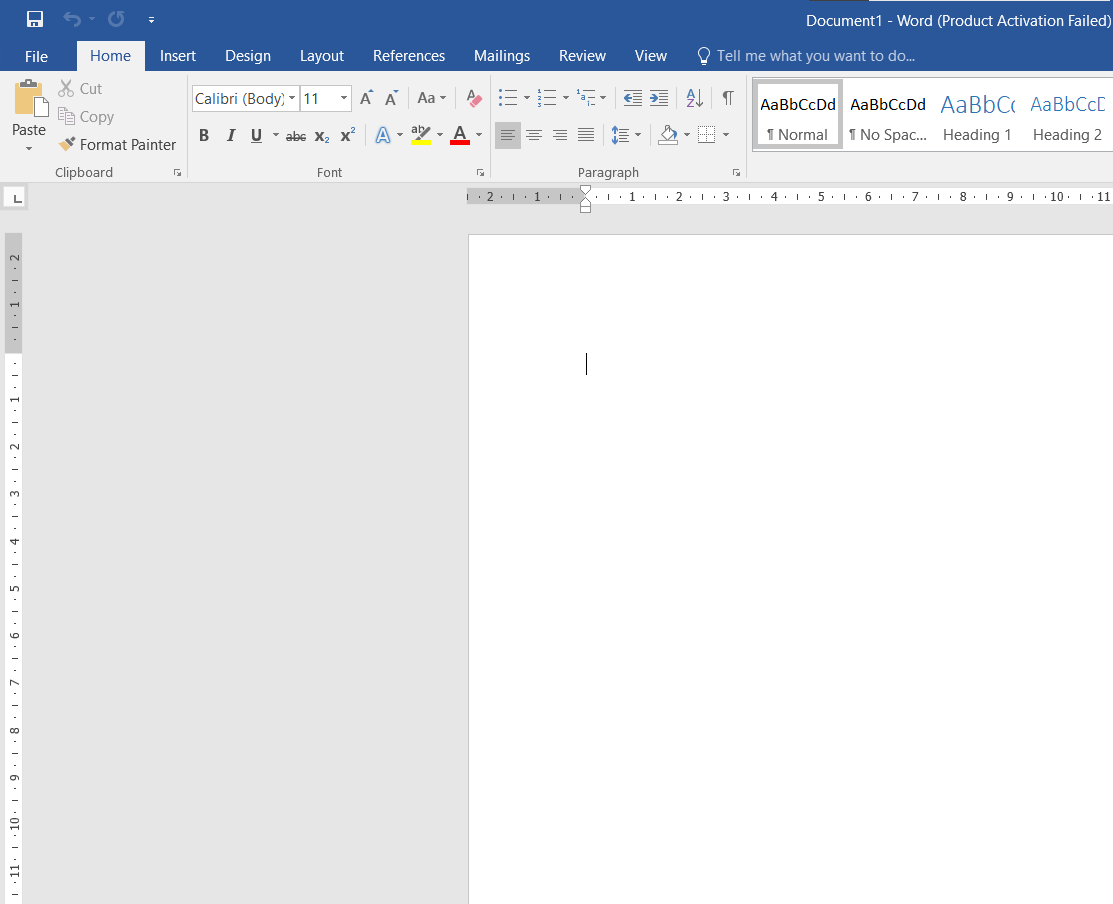 Document1 - Word (Product Activation Failed)
File Home Insert Design Layout References Mailings Review View Tell me what you want to do...
Paste
Cut
Copy
Format Painter
Clipboard
Calibri (Body) 11 A A Aa
B I U abc X₂ X² A ab A
Font
A Z ¶
Paragraph
AaBbCcDd AaBbCcDd AaBbCc AaBbCcD
¶ Normal ¶ No Spac... Heading 1 Heading 2
L
2 1 1 2 3 4 5 6 7 8 9 10 11
2
1
1
2
3
4
5
6
7
8
9
10
11